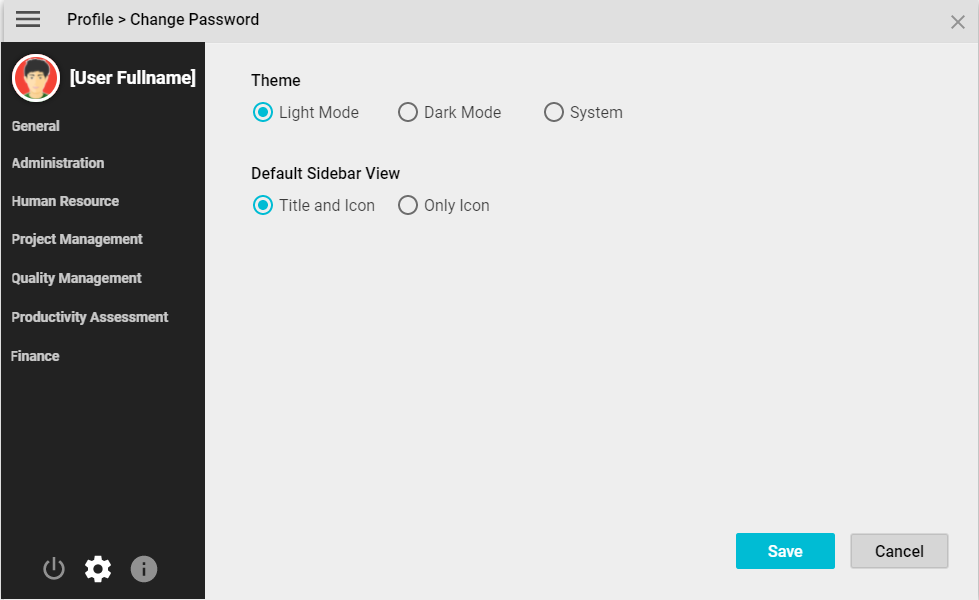 Profile > Change Password
[User Fullname]
General
Administration
Human Resource
Project Management
Quality Management
Productivity Assessment
Finance
Theme
Light Mode Dark Mode System
Default Sidebar View
Title and Icon Only Icon
Save Cancel